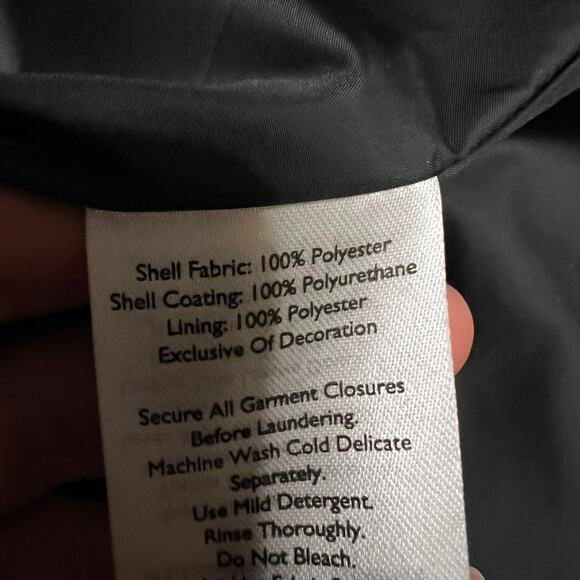 Shell Fabric: 100% Polyester
Shell Coating: 100% Polyurethane
Lining: 100% Polyester
Exclusive Of Decoration
Secure All Garment Closures
Before Laundering.
Machine Wash Cold Delicate
Separately.
Use Mild Detergent.
Rinse Thoroughly.
Do Not Bleach.